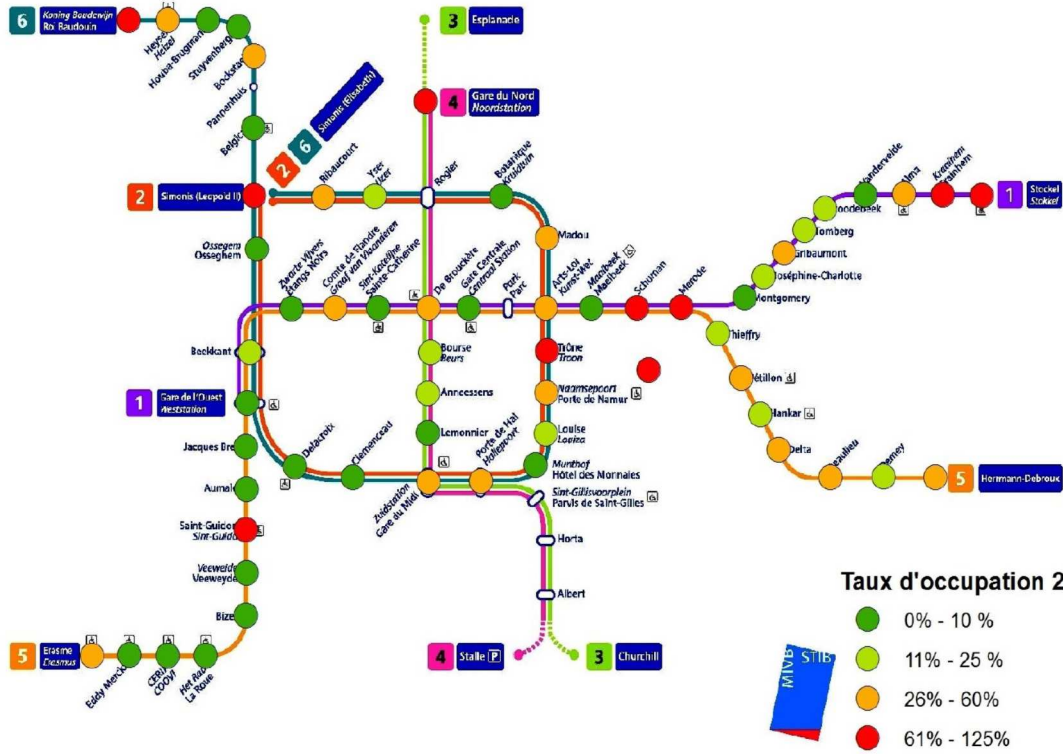 6
Koning Boudewijn
Roi Baudouin
Heysel
Heizel
Houba-Brugman
Stuyvenberg
Bockstael
Pannenhuis
Belgica
3
Esplanade
4
Gare du Nord
Noordstation
2
6
Simonis (Elisabeth)
2
Simonis (Leopold II)
Ribaucourt
Yser
IJzer
Rogier
Botanique
Kruidtuin
Madou
Ossegem
Osseghem
Zwarte Vijvers
Étangs Noirs
Comte de Flandre
Graaf van Vlaanderen
Sint-Katelijne
Sainte-Catherine
De Brouckère
Gare Centrale
Centraal Station
Park
Parc
Arts-Loi
Kunst-Wet
Maalbeek
Maelbeek
Schuman
Merode
Montgomery
Joséphine-Charlotte
Gribaumont
Tomberg
Roodebeek
Vandervelde
Alma
Kraainem
Crainhem
1
Stockel
Stokkel
Beekkant
Bourse
Beurs
Trône
Troon
Thieffry
1
Gare de l'Ouest
Weststation
Anneessens
Naamsepoort
Porte de Namur
Pétillon
Jacques Bre
Delacroix
Clemenceau
Lemonnier
Porte de Hal
Hallepoort
Louise
Louiza
Hankar
Aumale
Zuidstation
Gare du Midi
Munthof
Hôtel des Monnaies
Sint-Gillisvoorplein
Parvis de Saint-Gilles
Delta
Beaulieu
Demey
5
Herrmann-Debroux
Saint-Guidon
Sint-Guido
Horta
Veeweide
Veeweyde
Bizet
Albert
5
Erasme
Erasmus
Eddy Merckx
CERIA
COOVI
Het Rad
La Roue
4
Stalle P
3
Churchill
Taux d'occupation 2
0% - 10 %
11% - 25 %
26% - 60%
61% - 125%
MIVB
STIB